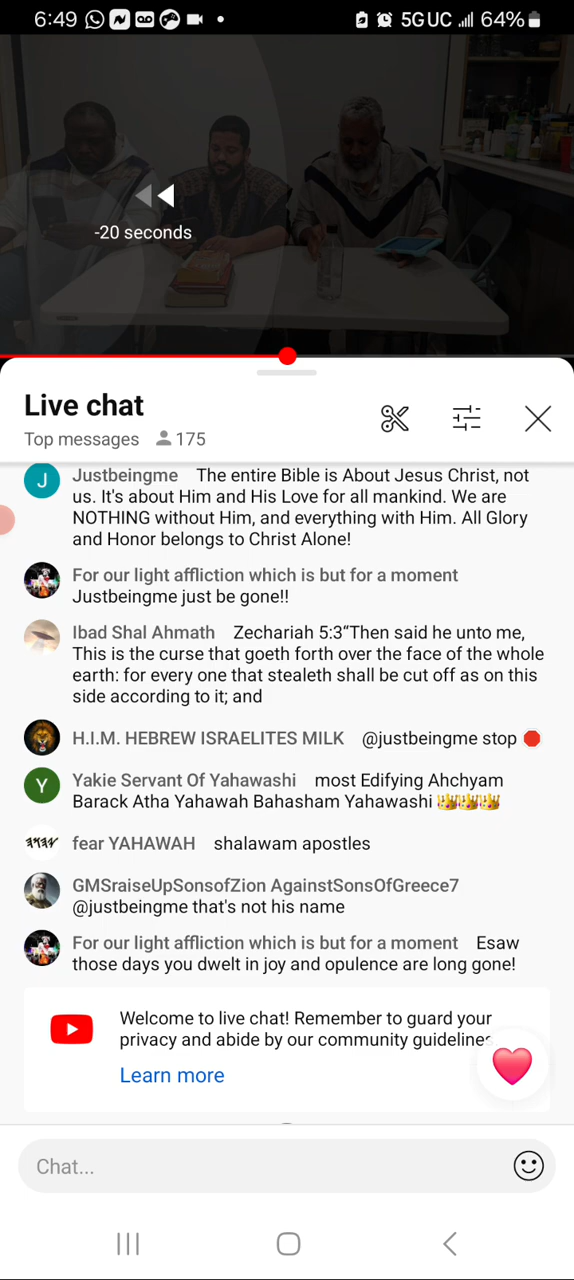 6:49 5GUC 64%
-20 seconds
Live chat
Top messages 175
J Justbeingme The entire Bible is About Jesus Christ, not
us. It's about Him and His Love for all mankind. We are
NOTHING without Him, and everything with Him. All Glory
and Honor belongs to Christ Alone!
For our light affliction which is but for a moment
Justbeingme just be gone!!
Ibad Shal Ahmath Zechariah 5:3“Then said he unto me,
This is the curse that goeth forth over the face of the whole
earth: for every one that stealeth shall be cut off as on this
side according to it; and
H.I.M. HEBREW ISRAELITES MILK @justbeingme stop 🛑
Y Yakie Servant Of Yahawashi most Edifying Ahchyam
Barack Atha Yahawah Bahasham Yahawashi 👑👑👑
fear YAHAWAH shalawam apostles
GMSraiseUpSonsofZion AgainstSonsOfGreece7
@justbeingme that's not his name
For our light affliction which is but for a moment Esaw
those days you dwelt in joy and opulence are long gone!
Welcome to live chat! Remember to guard your
privacy and abide by our community guidelines
Learn more
Chat...